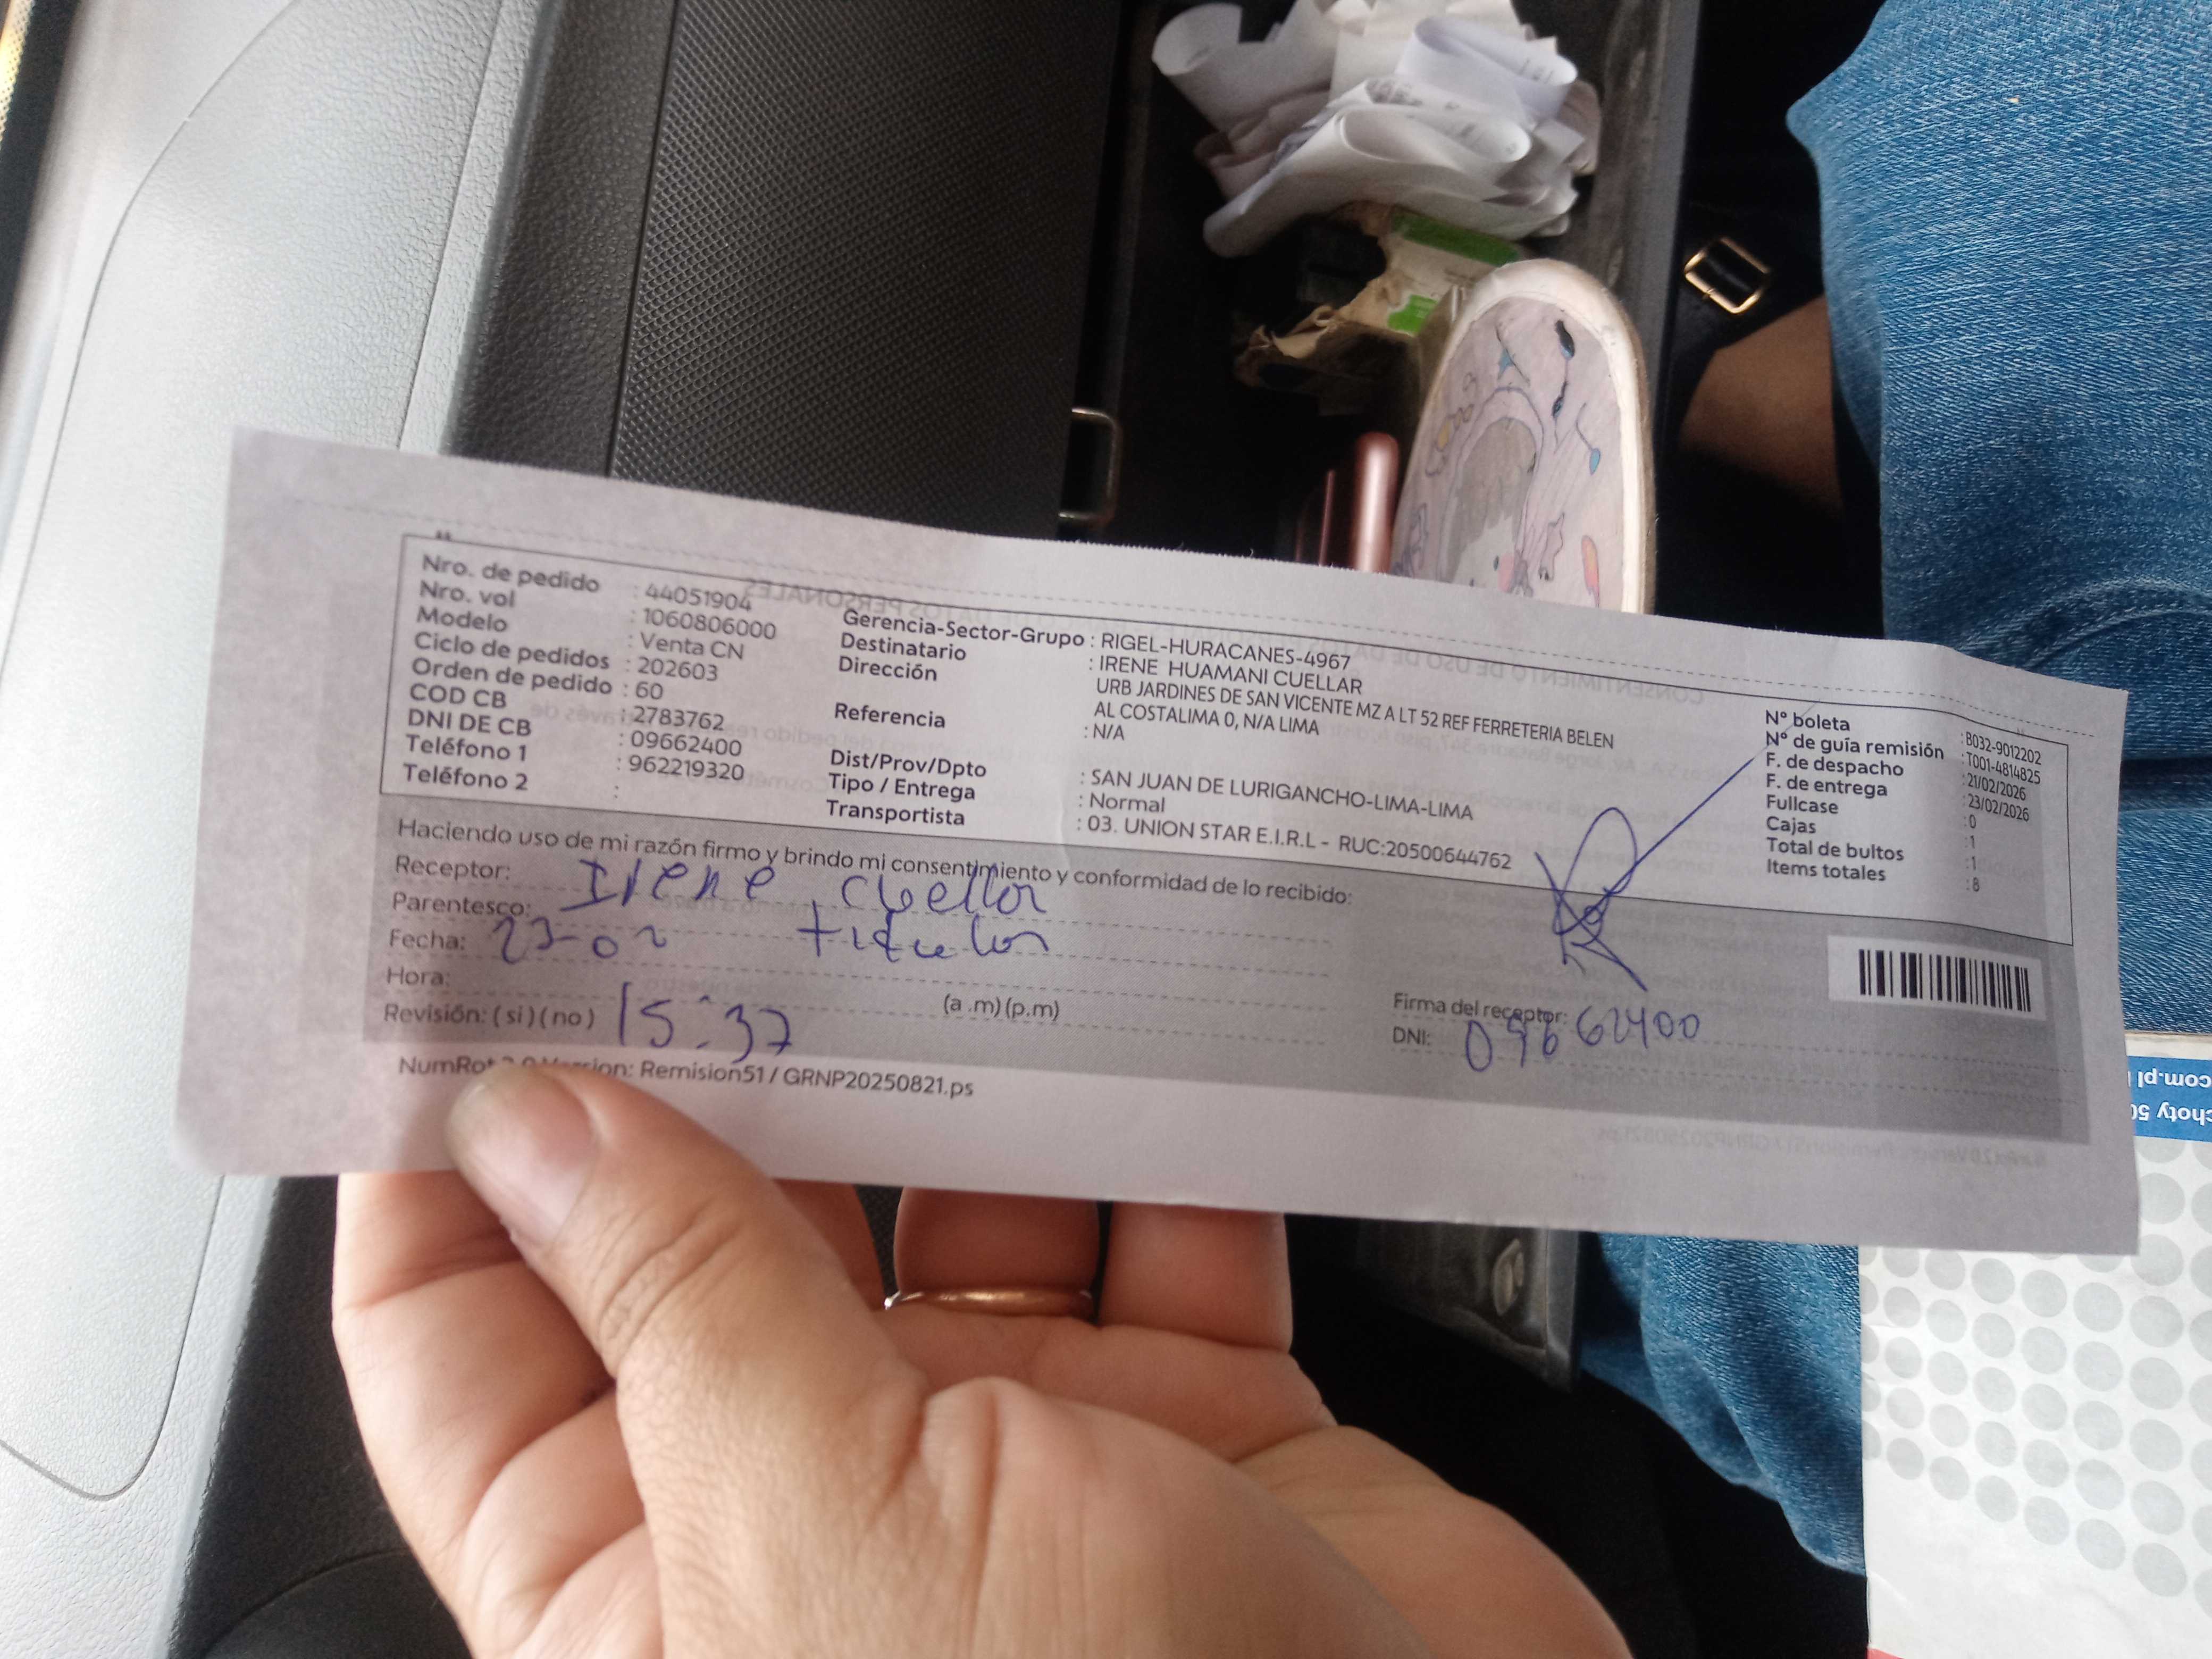 Nro. de pedido : 44051904
Nro. vol : 1060806000
Modelo : Venta CN
Ciclo de pedidos : 202603
Orden de pedido : 60
COD CB : 2783762
DNI DE CB : 09662400
Teléfono 1 : 962219320
Teléfono 2 :
Gerencia-Sector-Grupo : RIGEL-HURACANES-4967
Destinatario : IRENE HUAMANI CUELLAR
Dirección URB JARDINES DE SAN VICENTE MZ A LT 52 REF FERRETERIA BELEN
AL COSTALIMA 0, N/A LIMA
Referencia : N/A
Dist/Prov/Dpto : SAN JUAN DE LURIGANCHO-LIMA-LIMA
Tipo / Entrega : Normal
Transportista : 03. UNION STAR E.I.R.L - RUC:20500644762
N° boleta : B032-9012202
N° de guía remisión : T001-4814825
F. de despacho : 21/02/2026
F. de entrega : 23/02/2026
Fullcase : 0
Cajas : 1
Total de bultos : 1
Items totales : 8
Haciendo uso de mi razón firmo y brindo mi consentimiento y conformidad de lo recibido:
Receptor: Irene Cuellar
Parentesco: titular
Fecha: 23-02
Hora: 15:37 (a .m) (p.m)
Revisión: ( si ) ( no )
Firma del receptor:
DNI: 09662400
Version: Remision51 / GRNP20250821.ps
com.pl
choty 50